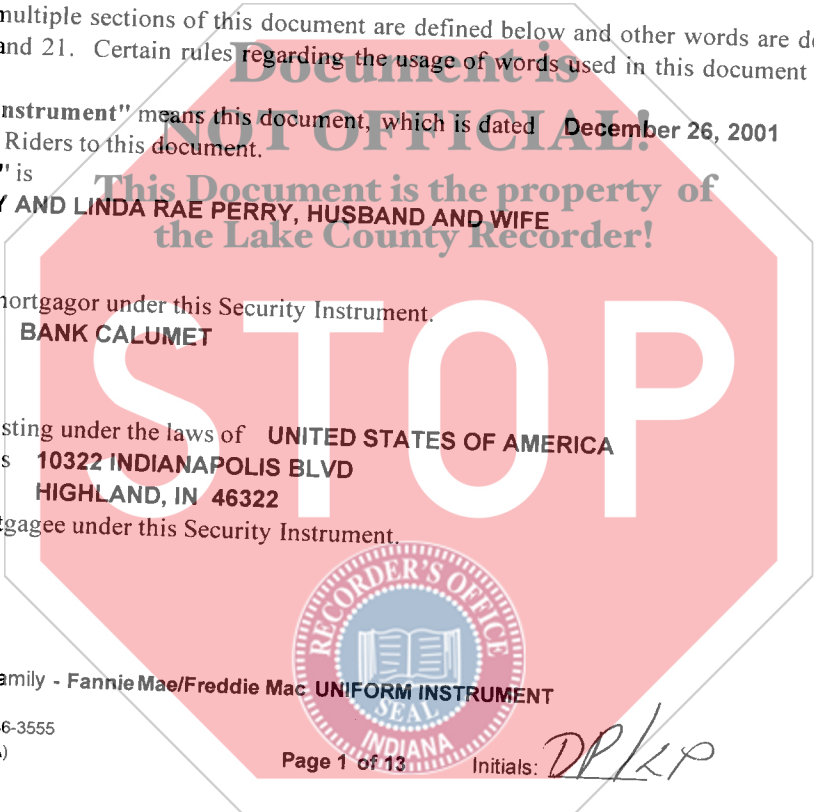 multiple sections of this document are defined below and other words are de
and 21. Certain rules regarding the usage of words used in this document
Document is
nstrument" means this document, which is dated December 26, 2001
NOT OFFICIAL!
Riders to this document.
" is
This Document is the property of
Y AND LINDA RAE PERRY, HUSBAND AND WIFE
the Lake County Recorder!
nortgagor under this Security Instrument.
BANK CALUMET
STOP
sting under the laws of UNITED STATES OF AMERICA
s 10322 INDIANAPOLIS BLVD
HIGHLAND, IN 46322
tgagee under this Security Instrument.
RECORDER'S OFFICE
amily - Fannie Mae/Freddie Mac UNIFORM INSTRUMENT
SEAL
6-3555
INDIANA
)
Page 1 of 13 Initials: DP/LP